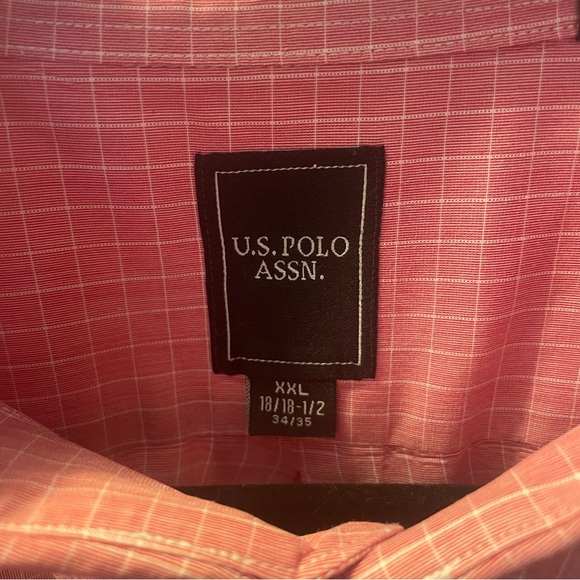 U.S. POLO
ASSN.
XXL
18/18-1/2
34/35